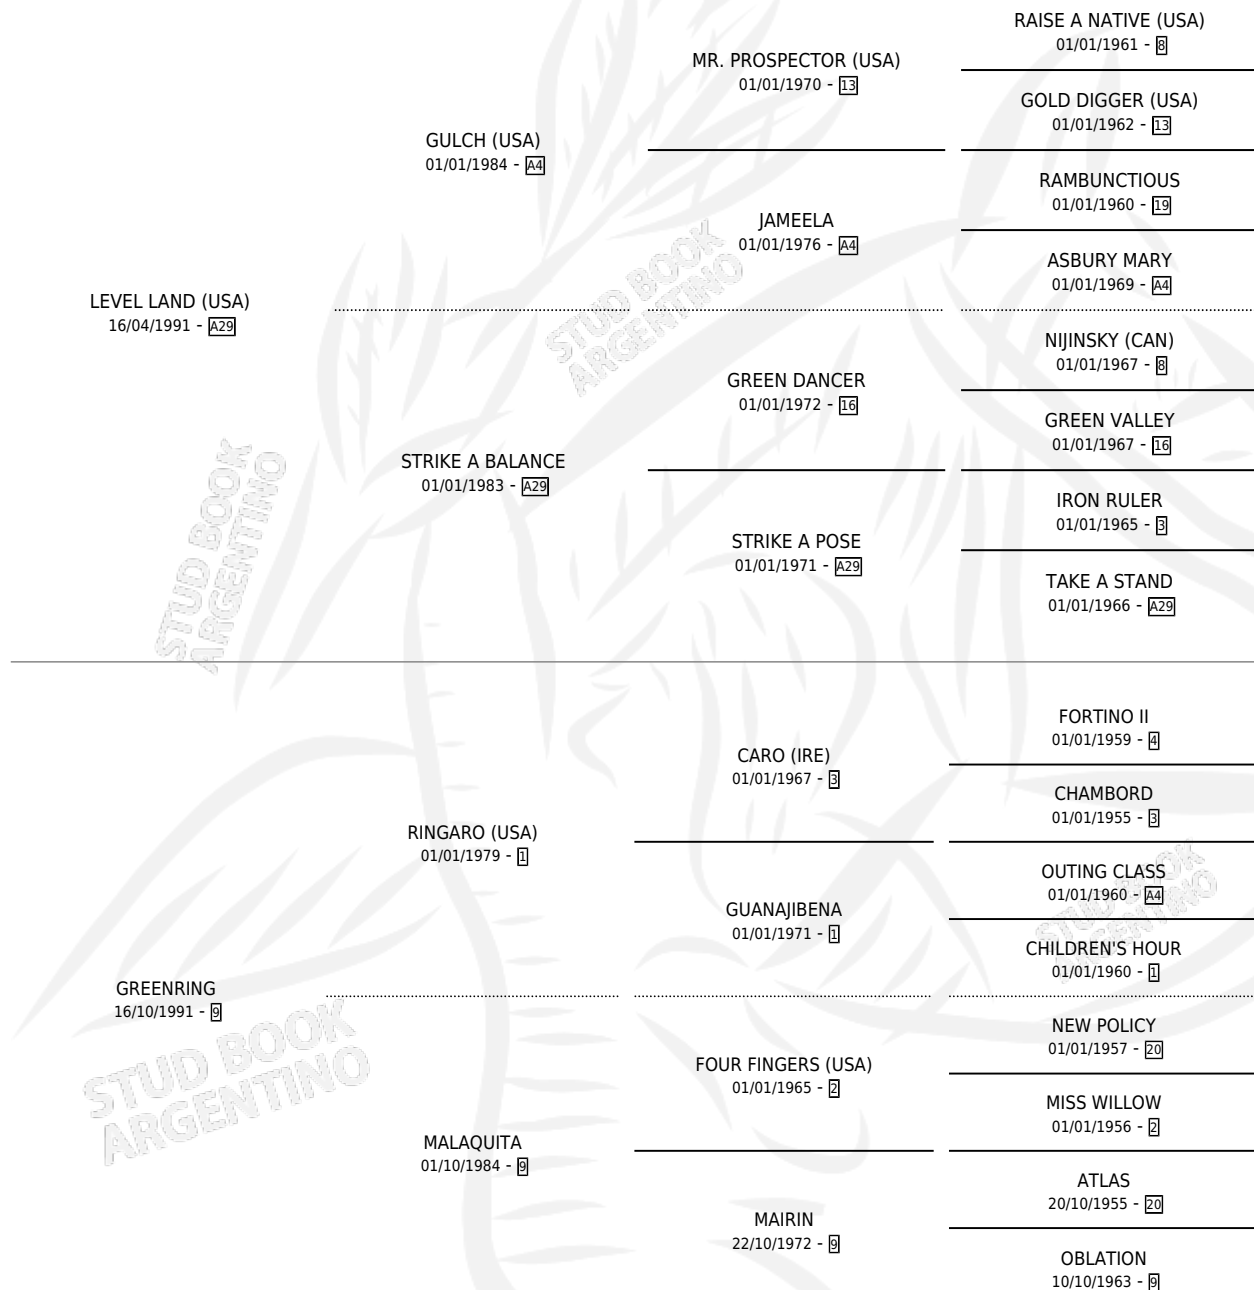 LEVEL LAND (USA)
16/04/1991 - A29
GULCH (USA)
01/01/1984 - A4
STRIKE A BALANCE
01/01/1983 - A29
MR. PROSPECTOR (USA)
01/01/1970 - 13
JAMEELA
01/01/1976 - A4
GREEN DANCER
01/01/1972 - 16
STRIKE A POSE
01/01/1971 - A29
RAISE A NATIVE (USA)
01/01/1961 - 8
GOLD DIGGER (USA)
01/01/1962 - 13
RAMBUNCTIOUS
01/01/1960 - 19
ASBURY MARY
01/01/1969 - A4
NIJINSKY (CAN)
01/01/1967 - 8
GREEN VALLEY
01/01/1967 - 16
IRON RULER
01/01/1965 - 3
TAKE A STAND
01/01/1966 - A29
GREENRING
16/10/1991 - 9
RINGARO (USA)
01/01/1979 - 1
MALAQUITA
01/10/1984 - 9
CARO (IRE)
01/01/1967 - 3
GUANAJIBENA
01/01/1971 - 1
FOUR FINGERS (USA)
01/01/1965 - 2
MAIRIN
22/10/1972 - 9
FORTINO II
01/01/1959 - 4
CHAMBORD
01/01/1955 - 3
OUTING CLASS
01/01/1960 - A4
CHILDREN'S HOUR
01/01/1960 - 1
NEW POLICY
01/01/1957 - 20
MISS WILLOW
01/01/1956 - 2
ATLAS
20/10/1955 - 20
OBLATION
10/10/1963 - 9
STUD BOOK
ARGENTINO
STUD BOOK
ARGENTINO
STUD BOOK
ARGENTINO
STUD BOOK
ARGENTINO